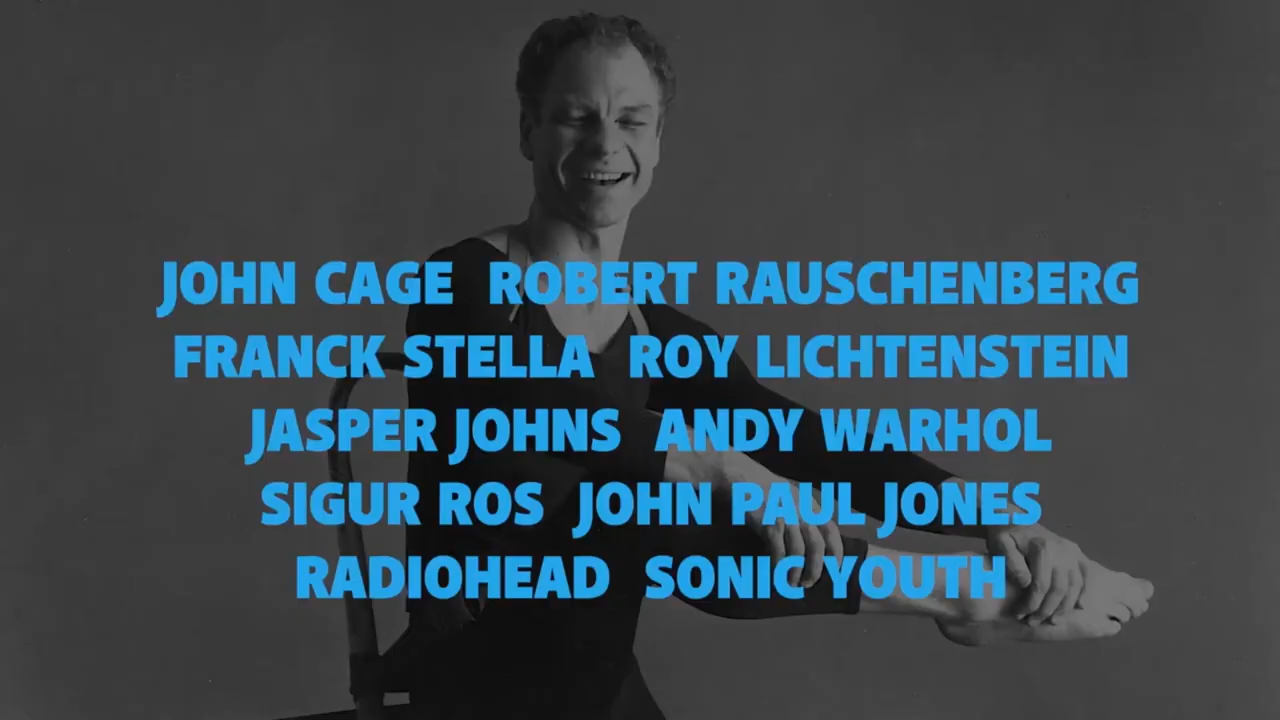 JOHN CAGE ROBERT RAUSCHENBERG
FRANCK STELLA ROY LICHTENSTEIN
JASPER JOHNS ANDY WARHOL
SIGUR ROS JOHN PAUL JONES
RADIOHEAD SONIC YOUTH